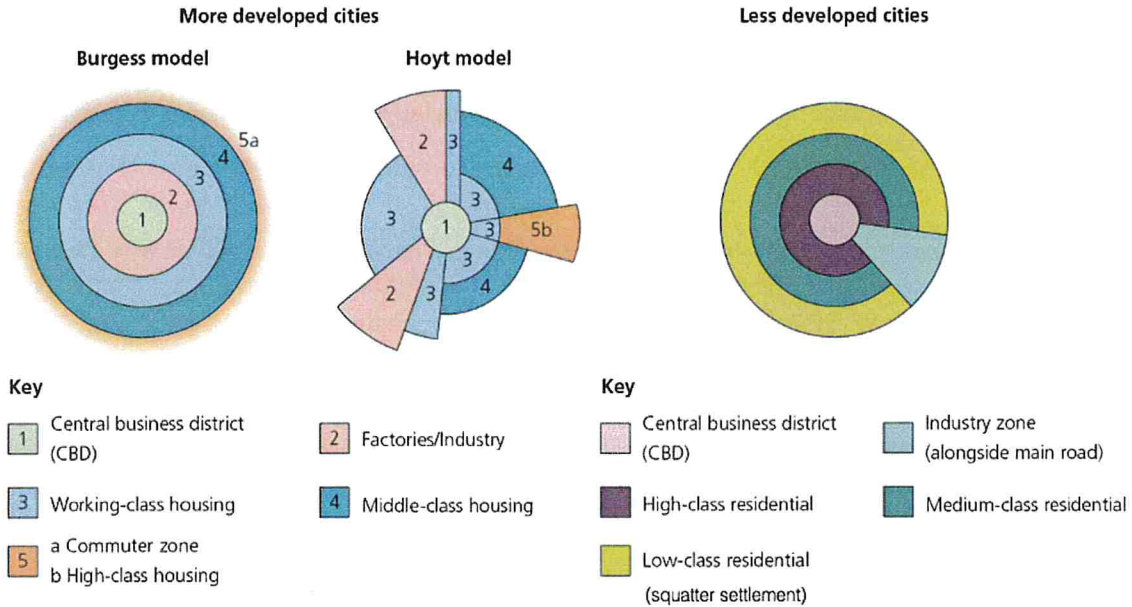 More developed cities
Less developed cities
Burgess model
Hoyt model
1
2
3
4
5a
2
3
4
3
3
1
3
5b
3
4
2
3
Key
1 Central business district
(CBD)
2 Factories/Industry
3 Working-class housing
4 Middle-class housing
5 a Commuter zone
b High-class housing
Key
Central business district
(CBD)
Industry zone
(alongside main road)
High-class residential
Medium-class residential
Low-class residential
(squatter settlement)